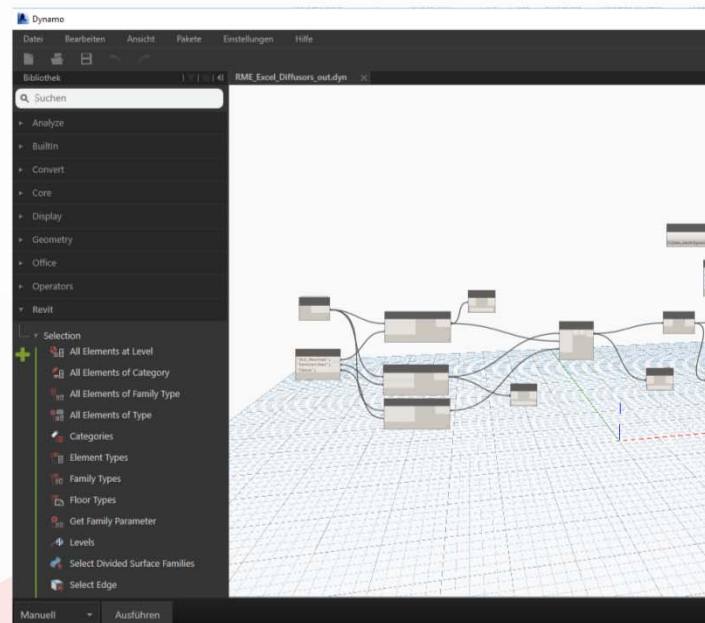 Dynamo
Datei Bearbeiten Ansicht Pakete Einstellungen Hilfe
Bibliothek
RME_Excel_Diffusors_out.dyn
Suchen
Analyze
BuiltIn
Convert
Core
Display
Geometry
Office
Operators
Revit
Selection
All Elements at Level
All Elements of Category
All Elements of Family Type
All Elements of Type
Categories
Element Types
Family Types
Floor Types
Get Family Parameter
Levels
Select Divided Surface Families
Select Edge
Manuell Ausführen